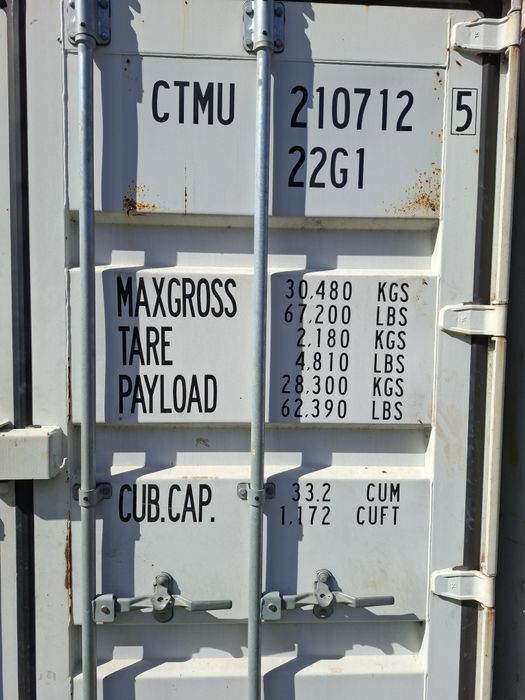 CTMU 210712 5
22G1
MAXGROSS 30,480 KGS
67,200 LBS
TARE 2,180 KGS
4,810 LBS
PAYLOAD 28,300 KGS
62,390 LBS
CUB.CAP. 33.2 CUM
1,172 CUFT